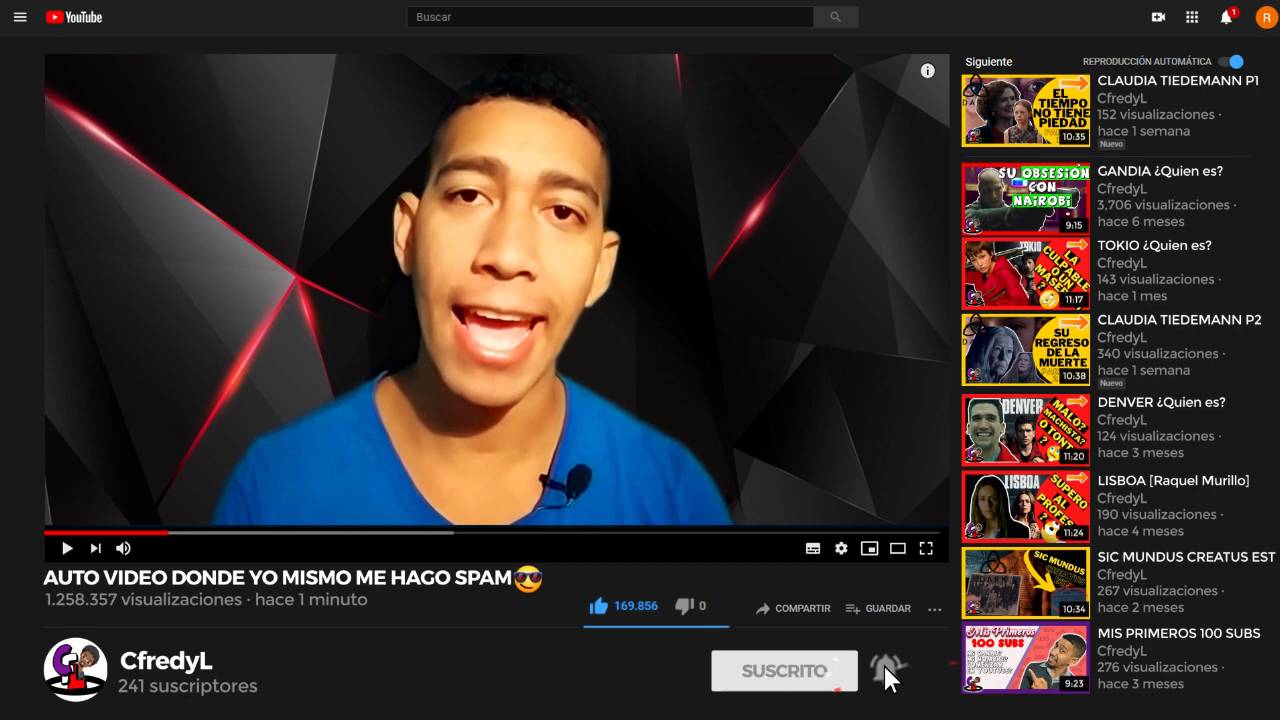 YouTube
Buscar
1
R
Siguiente
REPRODUCCIÓN AUTOMÁTICA
EL
TIEMPO
NO TIENE
PIEDAD
10:35
CLAUDIA TIEDEMANN P1
CfredyL
152 visualizaciones ·
hace 1 semana
Nuevo
SU OBSESIÓN
CON
NAIROBI
9:15
GANDIA ¿Quien es?
CfredyL
3,706 visualizaciones ·
hace 6 meses
TOKIO
LA
CULPABLE
O UN
MAS
?
11:17
TOKIO ¿Quien es?
CfredyL
143 visualizaciones ·
hace 1 mes
SU
REGRESO
DE LA
MUERTE
10:38
CLAUDIA TIEDEMANN P2
CfredyL
340 visualizaciones ·
hace 1 semana
Nuevo
DENVER
MALO?
MACHISTA?
O TONTO
?
11:20
DENVER ¿Quien es?
CfredyL
124 visualizaciones ·
hace 3 meses
LISBOA
SUPERO
AL
PROFES
?
11:24
LISBOA [Raquel Murillo]
CfredyL
190 visualizaciones ·
hace 4 meses
SIC MUNDUS
CREATUS
EST
10:34
SIC MUNDUS CREATUS EST
CfredyL
267 visualizaciones ·
hace 2 meses
Mis Primeros
100 SUBS
9:23
MIS PRIMEROS 100 SUBS
CfredyL
276 visualizaciones ·
hace 3 meses
AUTO VIDEO DONDE YO MISMO ME HAGO SPAM😎
1.258.357 visualizaciones · hace 1 minuto
169.856
0
COMPARTIR
GUARDAR
CfredyL
241 suscriptores
SUSCRITO